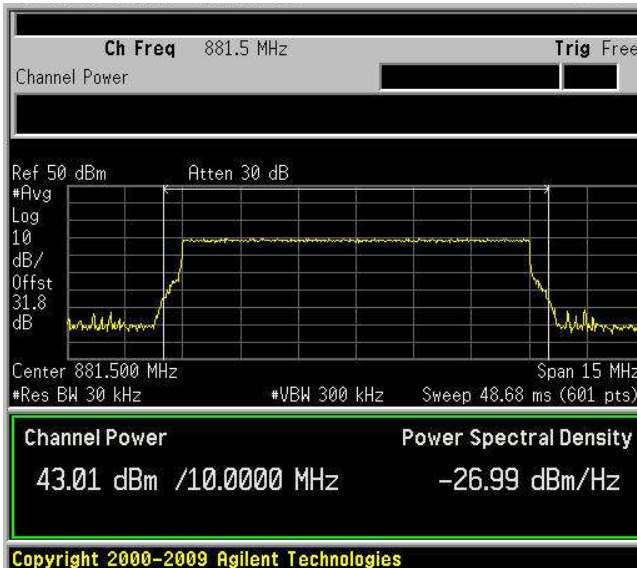 Ch Freq 881.5 MHz Trig Free
Channel Power
Ref 50 dBm Atten 30 dB
#Avg
Log
10
dB/
Offst
31.8
dB
Center 881.500 MHz Span 15 MHz
#Res BW 30 kHz #VBW 300 kHz Sweep 48.68 ms (601 pts)
Channel Power Power Spectral Density
43.01 dBm /10.0000 MHz -26.99 dBm/Hz
Copyright 2000-2009 Agilent Technologies